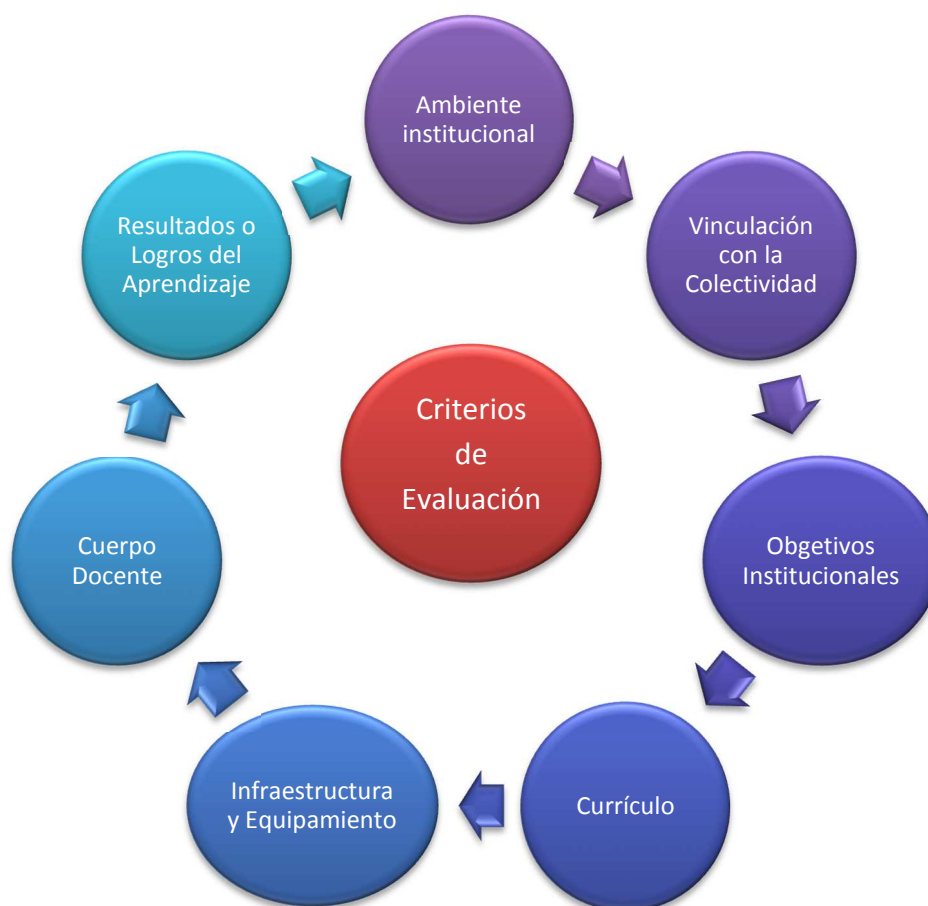 Ambiente
institucional
Vinculación
con la
Colectividad
Obgetivos
Institucionales
Currículo
Infraestructura
y Equipamiento
Cuerpo
Docente
Resultados o
Logros del
Aprendizaje
Criterios
de
Evaluación